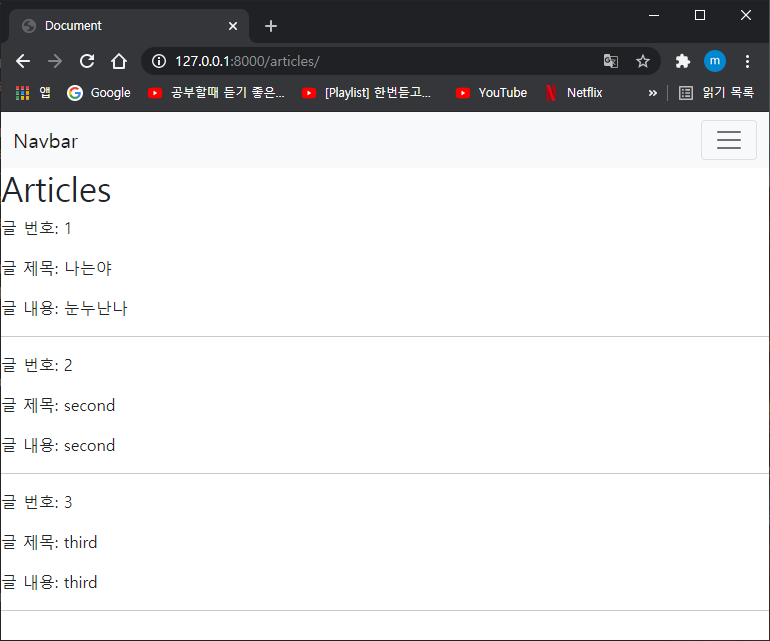 Document
127.0.0.1:8000/articles/
m
앱 Google 공부할때 듣기 좋은... [Playlist] 한번듣고... YouTube Netflix » 읽기 목록
Navbar
Articles
글 번호: 1
글 제목: 나는야
글 내용: 눈누난나
글 번호: 2
글 제목: second
글 내용: second
글 번호: 3
글 제목: third
글 내용: third